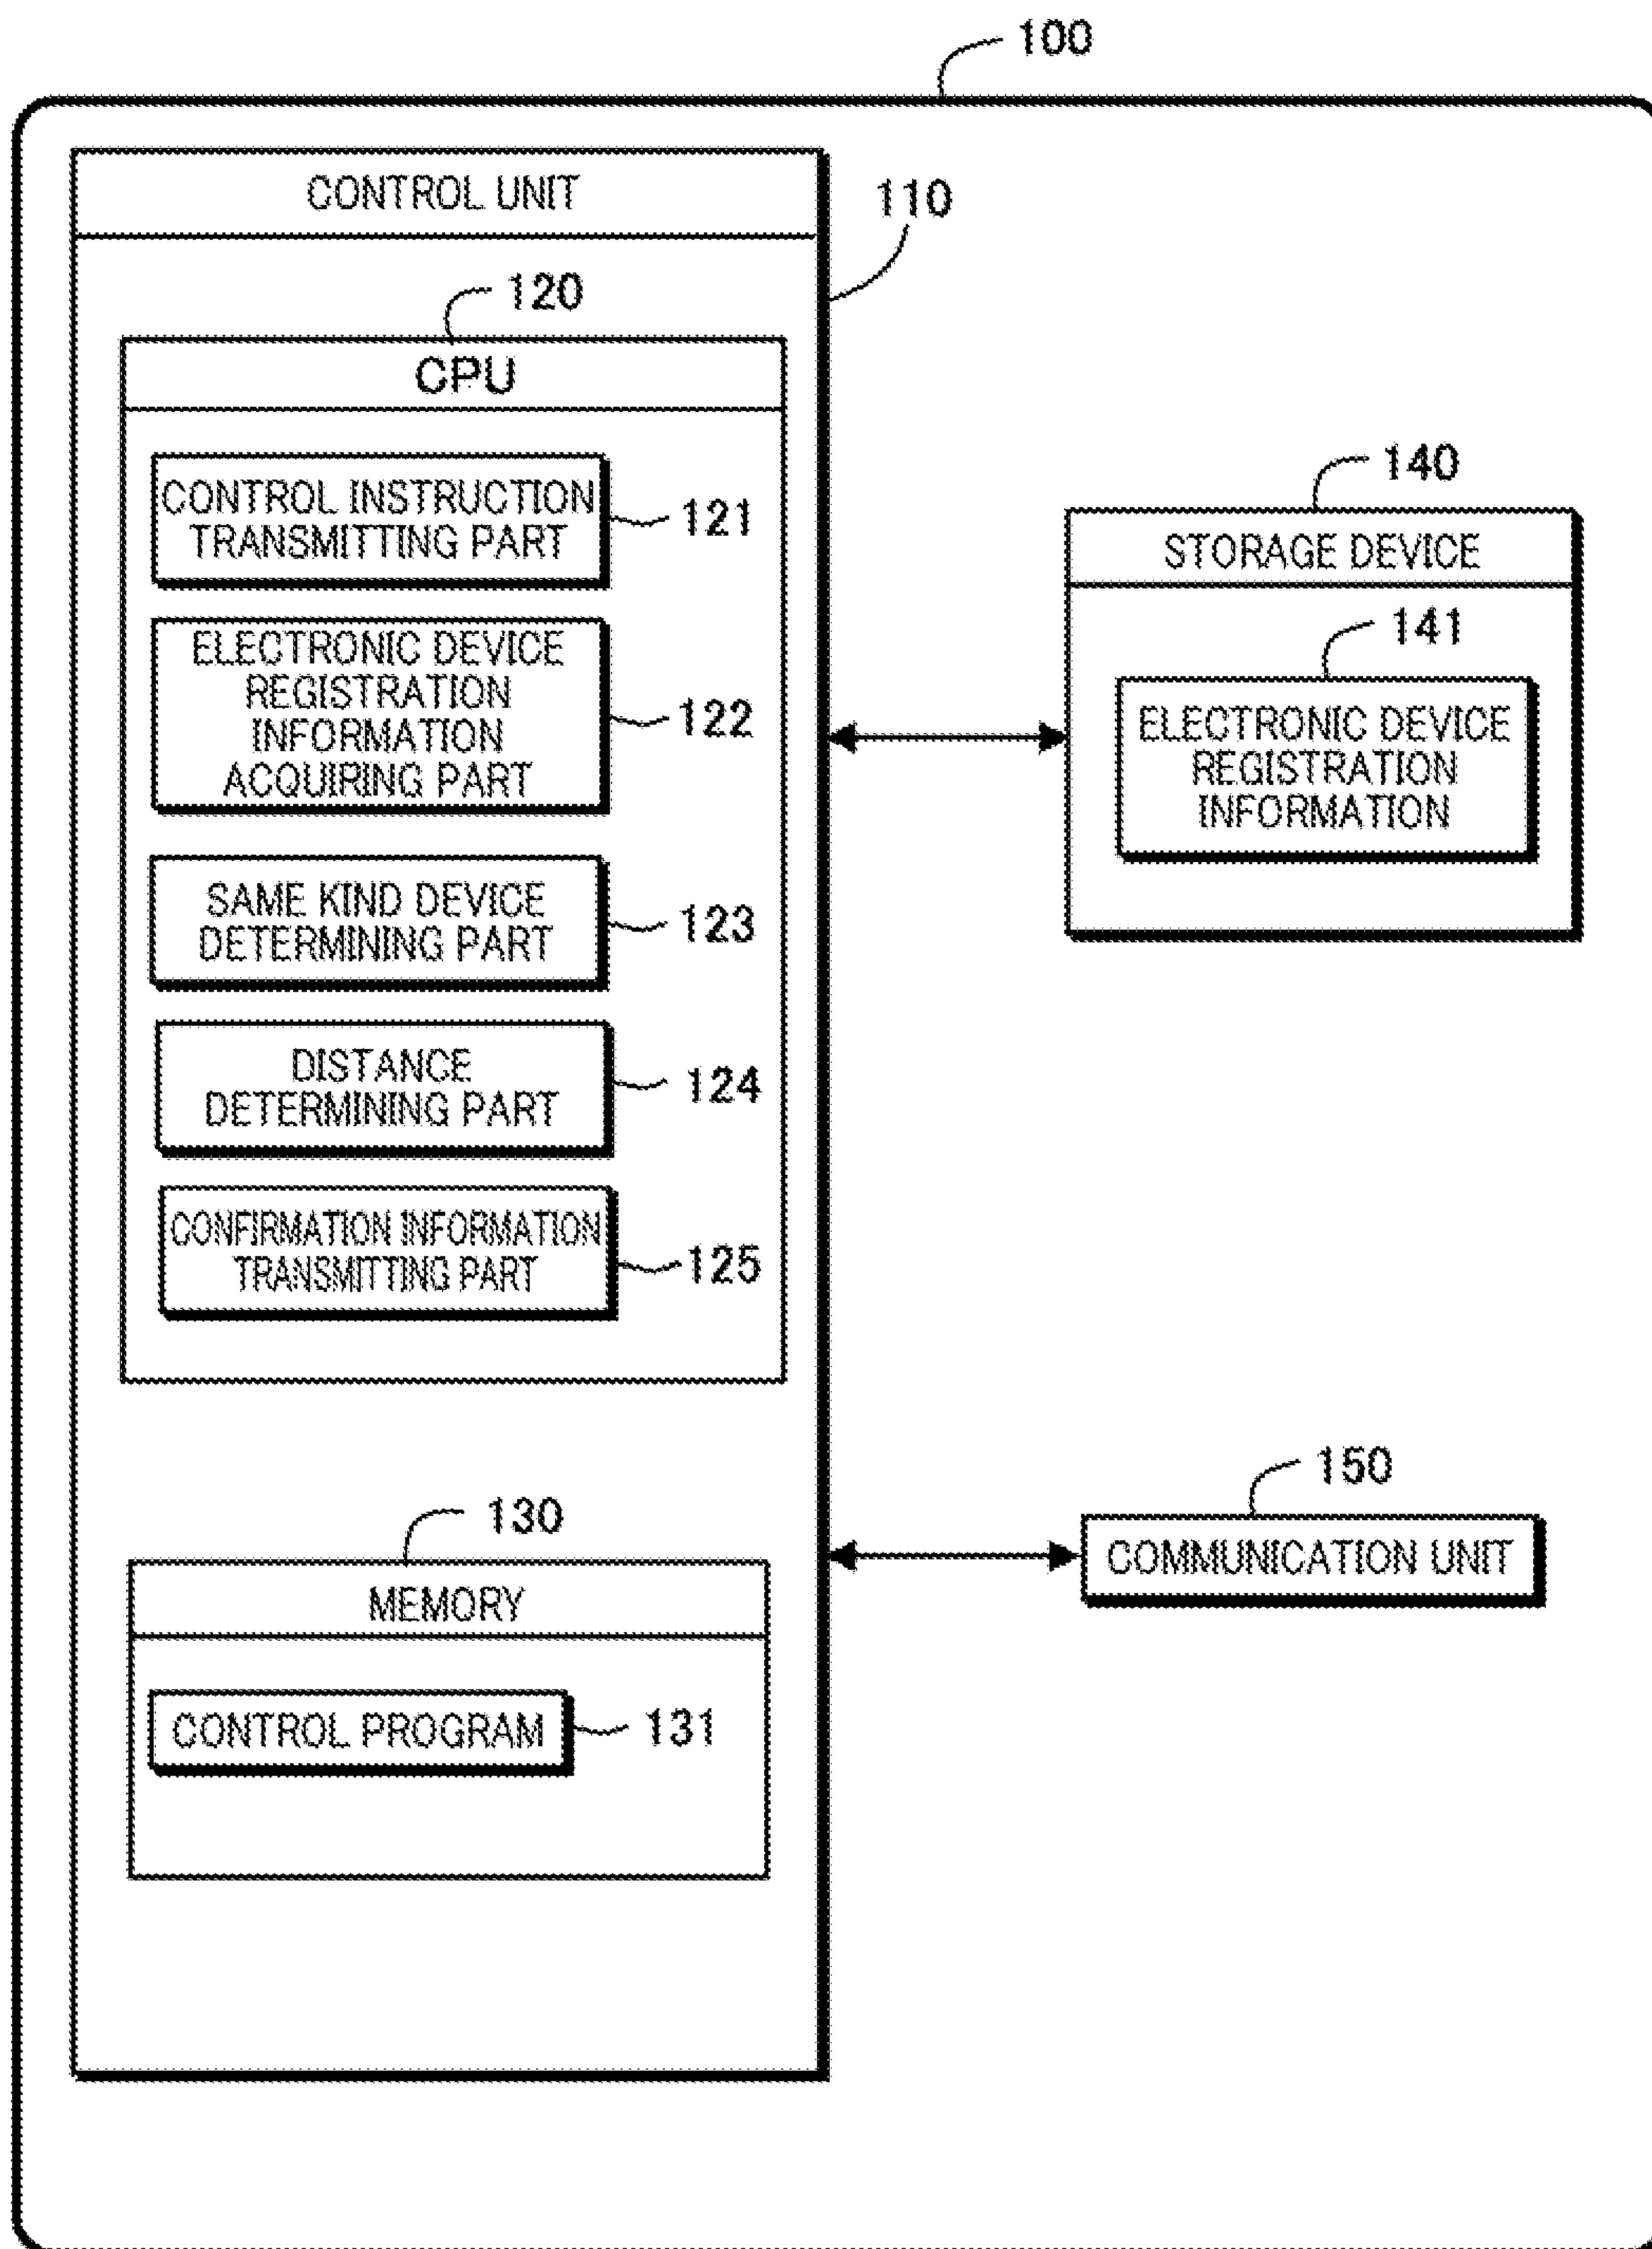 100
CONTROL UNIT
110
120
CPU
CONTROL INSTRUCTION
TRANSMITTING PART
121
ELECTRONIC DEVICE
REGISTRATION
INFORMATION
ACQUIRING PART
122
SAME KIND DEVICE
DETERMINING PART
123
DISTANCE
DETERMINING PART
124
CONFIRMATION INFORMATION
TRANSMITTING PART
125
130
MEMORY
CONTROL PROGRAM
131
140
STORAGE DEVICE
141
ELECTRONIC DEVICE
REGISTRATION
INFORMATION
150
COMMUNICATION UNIT